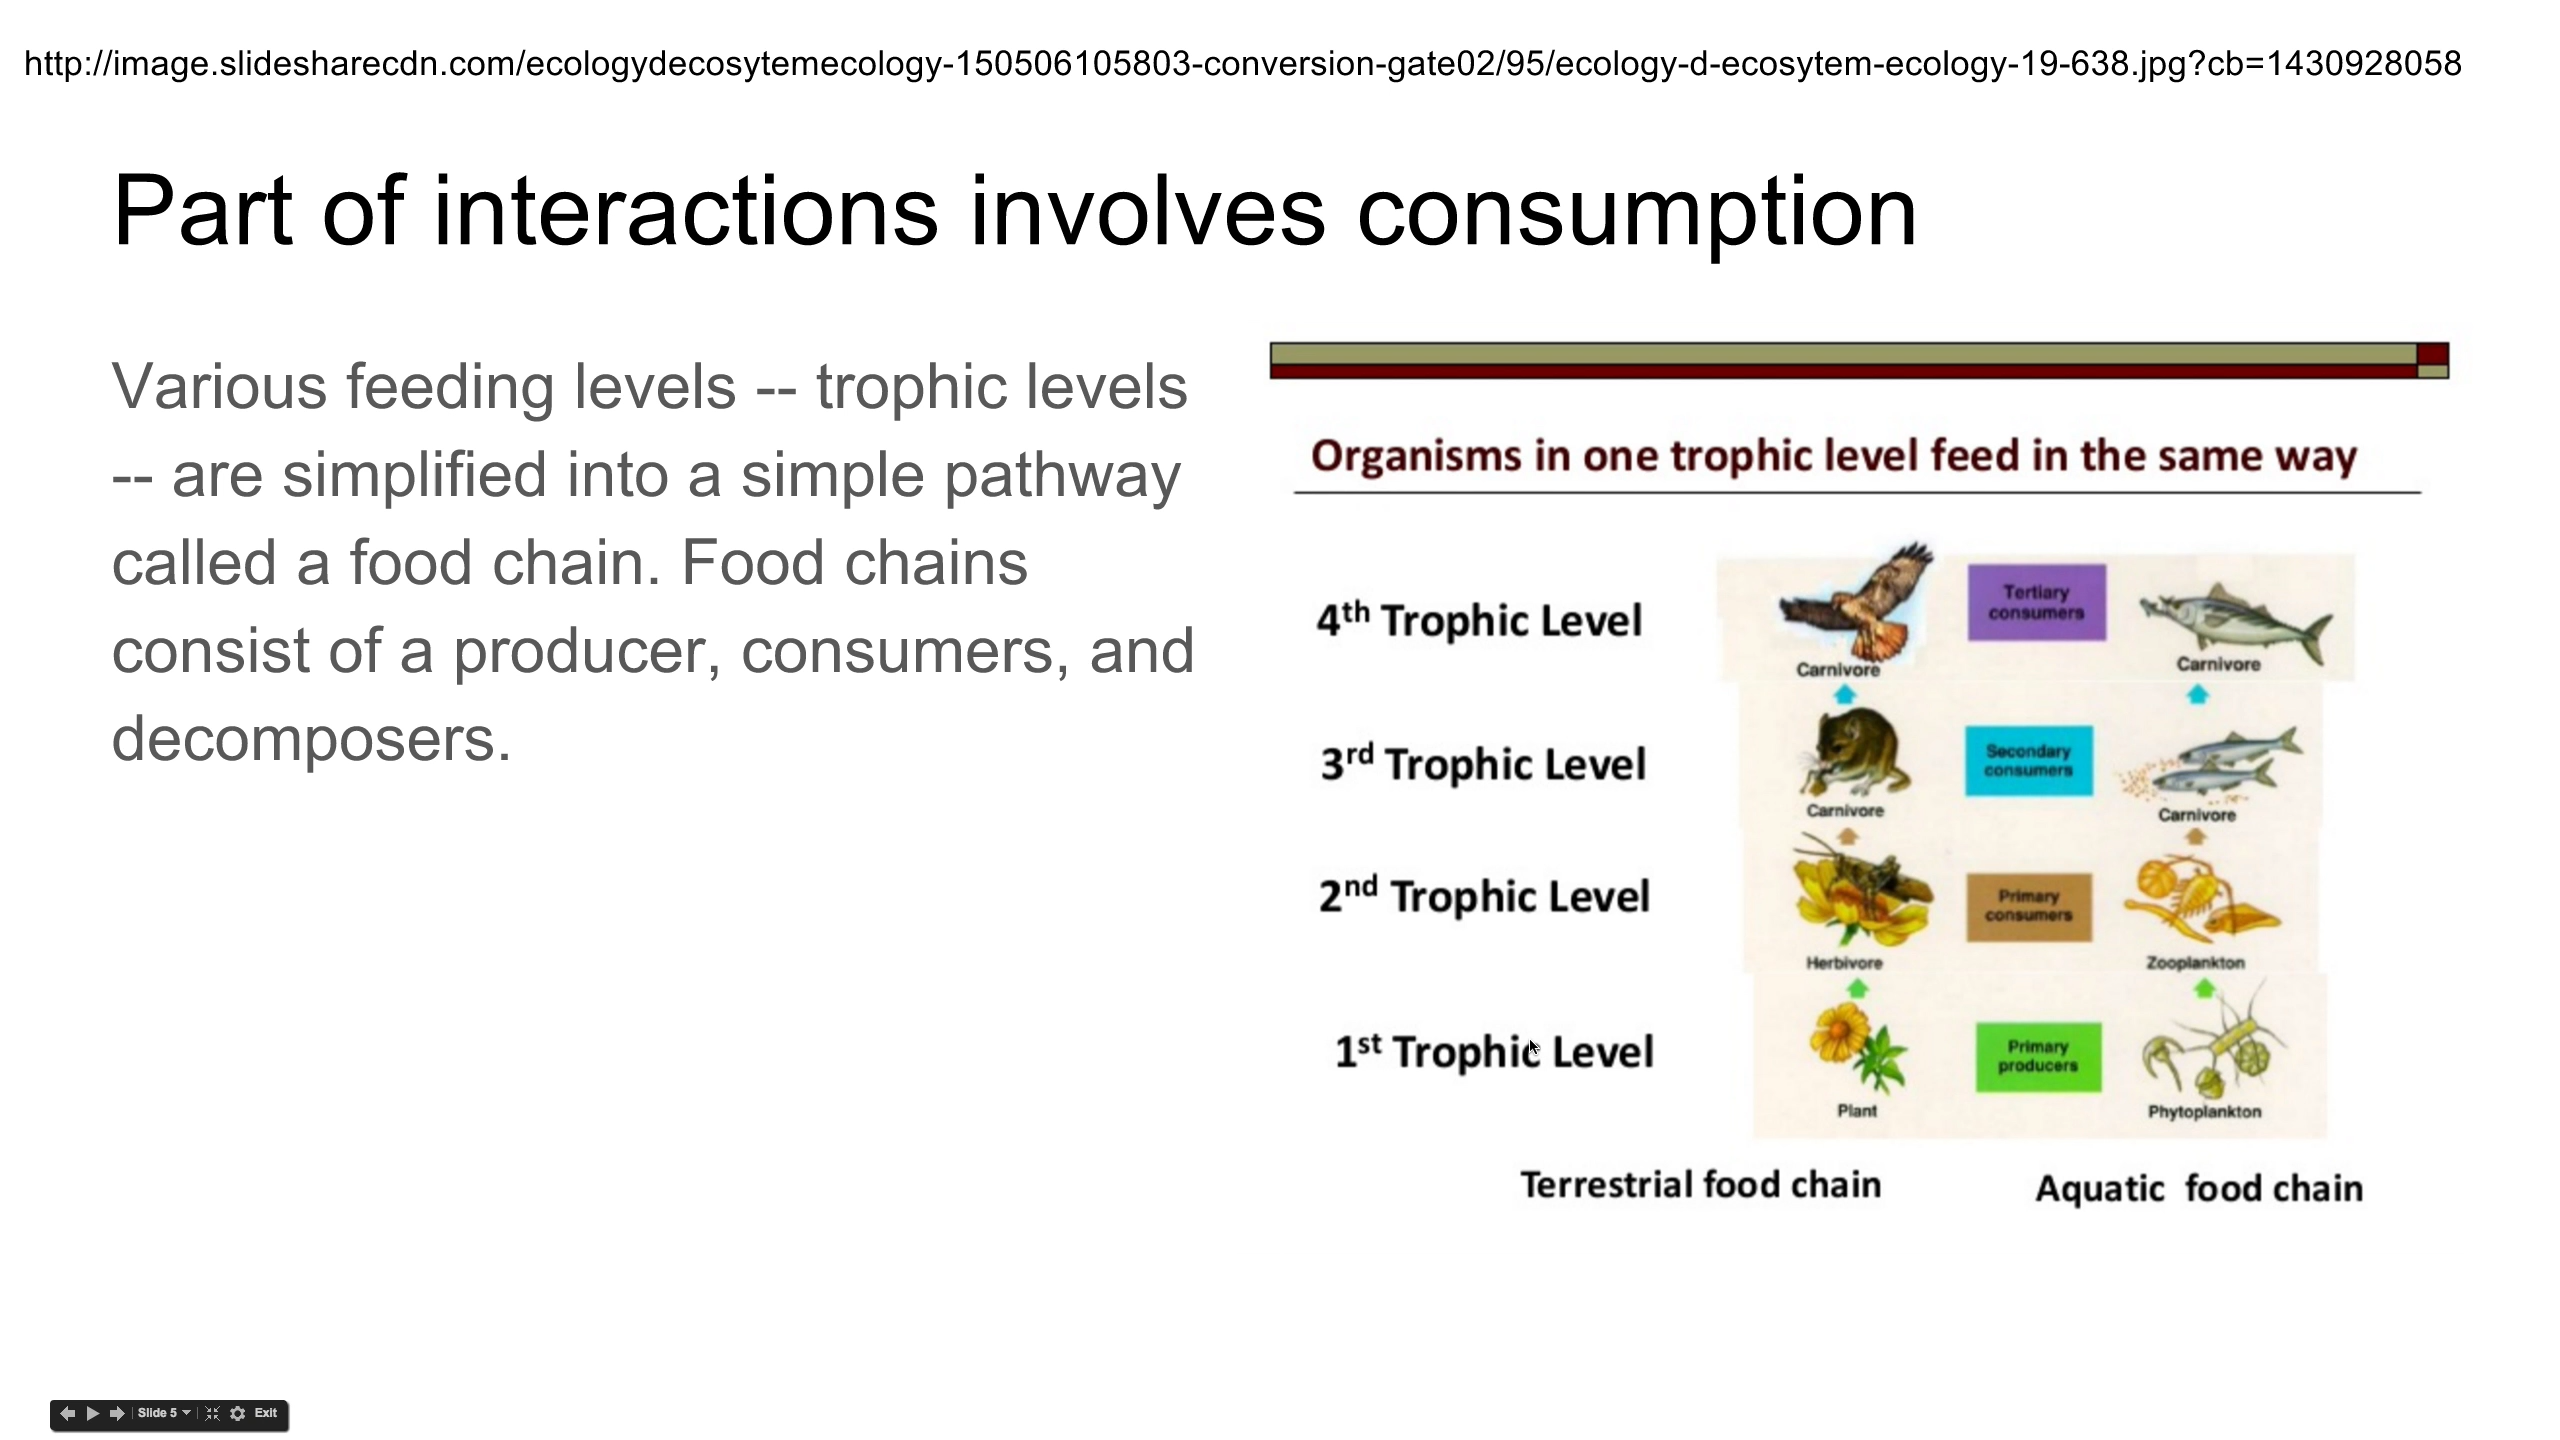 http://image.slidesharecdn.com/ecologydecosytemecology-150506105803-conversion-gate02/95/ecology-d-ecosytem-ecology-19-638.jpg?cb=1430928058
Part of interactions involves consumption
Various feeding levels -- trophic levels
-- are simplified into a simple pathway
called a food chain. Food chains
consist of a producer, consumers, and
decomposers.
Organisms in one trophic level feed in the same way
4th Trophic Level
Carnivore
Tertiary
consumers
Carnivore
3rd Trophic Level
Carnivore
Secondary
consumers
Carnivore
2nd Trophic Level
Herbivore
Primary
consumers
Zooplankton
1st Trophic Level
Plant
Primary
producers
Phytoplankton
Terrestrial food chain
Aquatic food chain
Slide 5
Exit